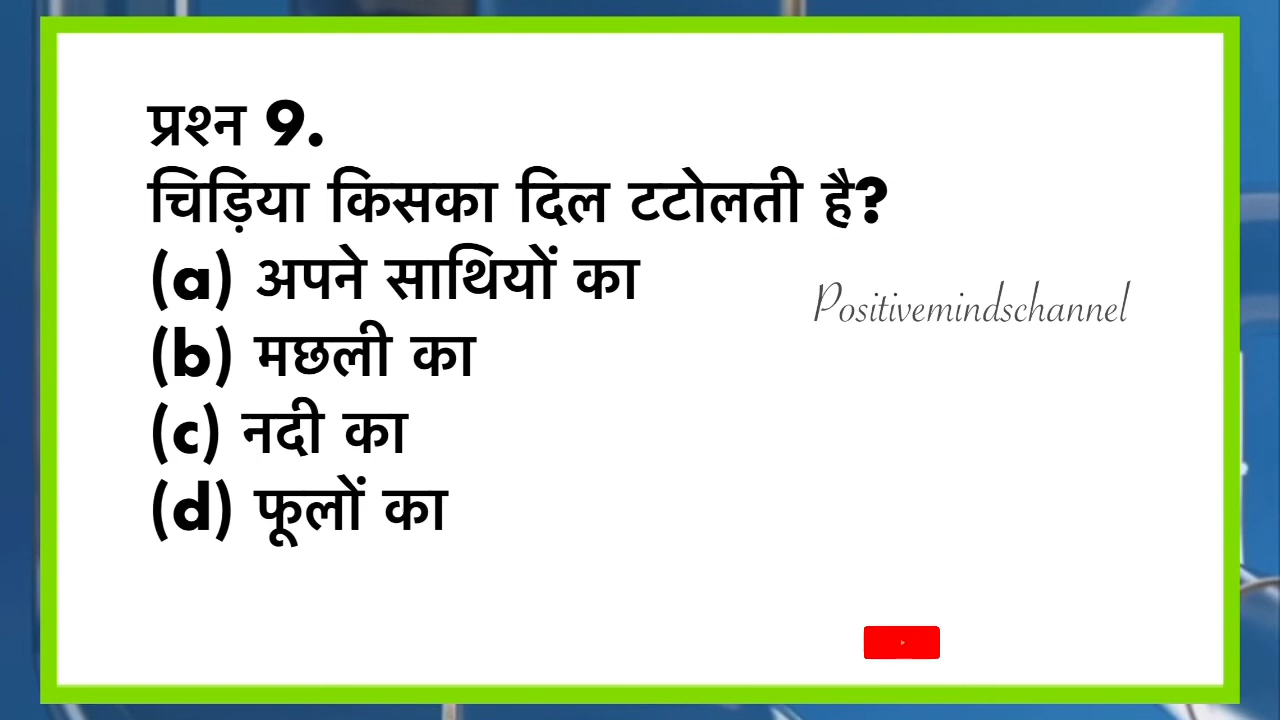 प्रश्न 9.
चिड़िया किसका दिल टटोलती है?
(a) अपने साथियों का
(b) मछली का
(c) नदी का
(d) फूलों का
Positivemindschannel